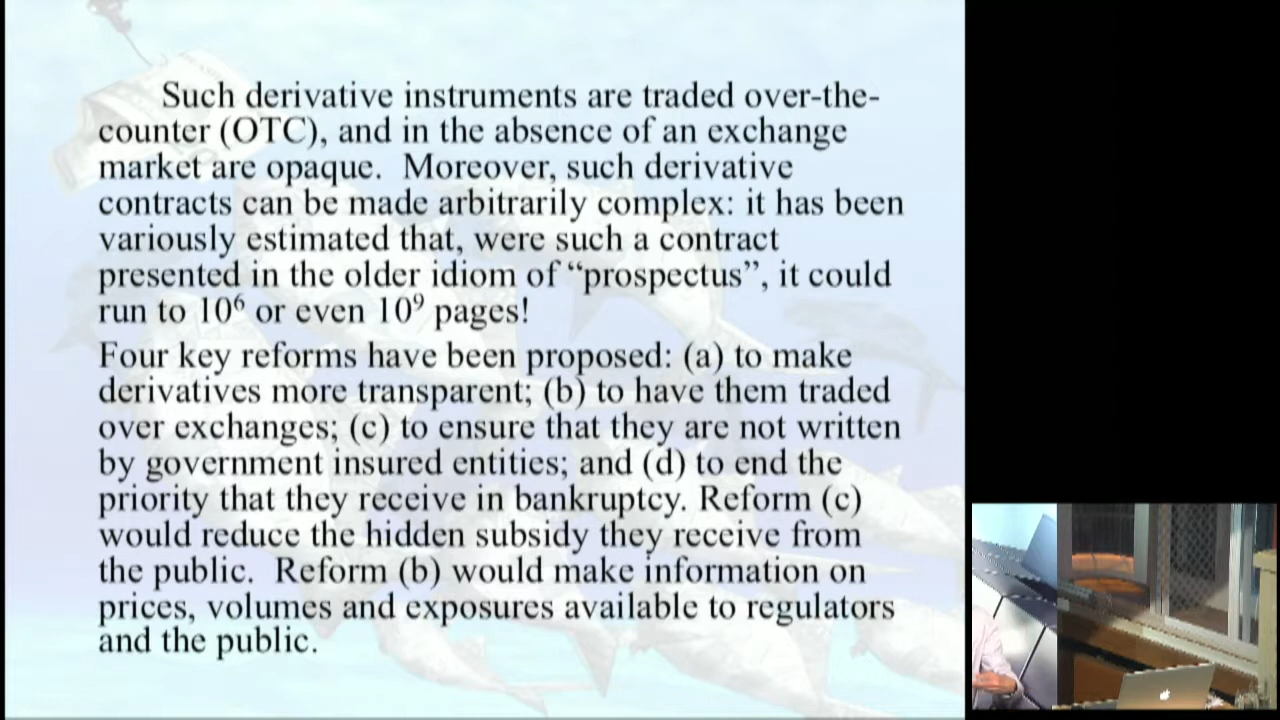 Such derivative instruments are traded over-the-
counter (OTC), and in the absence of an exchange
market are opaque.  Moreover, such derivative
contracts can be made arbitrarily complex: it has been
variously estimated that, were such a contract
presented in the older idiom of “prospectus”, it could
run to 10⁶ or even 10⁹ pages!
Four key reforms have been proposed: (a) to make
derivatives more transparent; (b) to have them traded
over exchanges; (c) to ensure that they are not written
by government insured entities; and (d) to end the
priority that they receive in bankruptcy. Reform (c)
would reduce the hidden subsidy they receive from
the public.  Reform (b) would make information on
prices, volumes and exposures available to regulators
and the public.